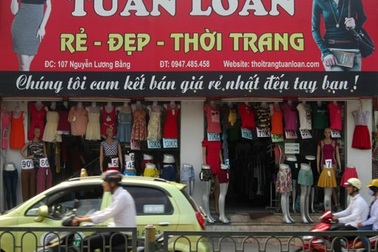 TUẤN LOAN
RẺ - ĐẸP - THỜI TRANG
ĐC: 107 Nguyễn Lương Bằng ĐT: 0947.485.458 Website: thoitrangtuanloan.com
Chúng tôi cam kết bán giá rẻ nhất đến tay bạn !